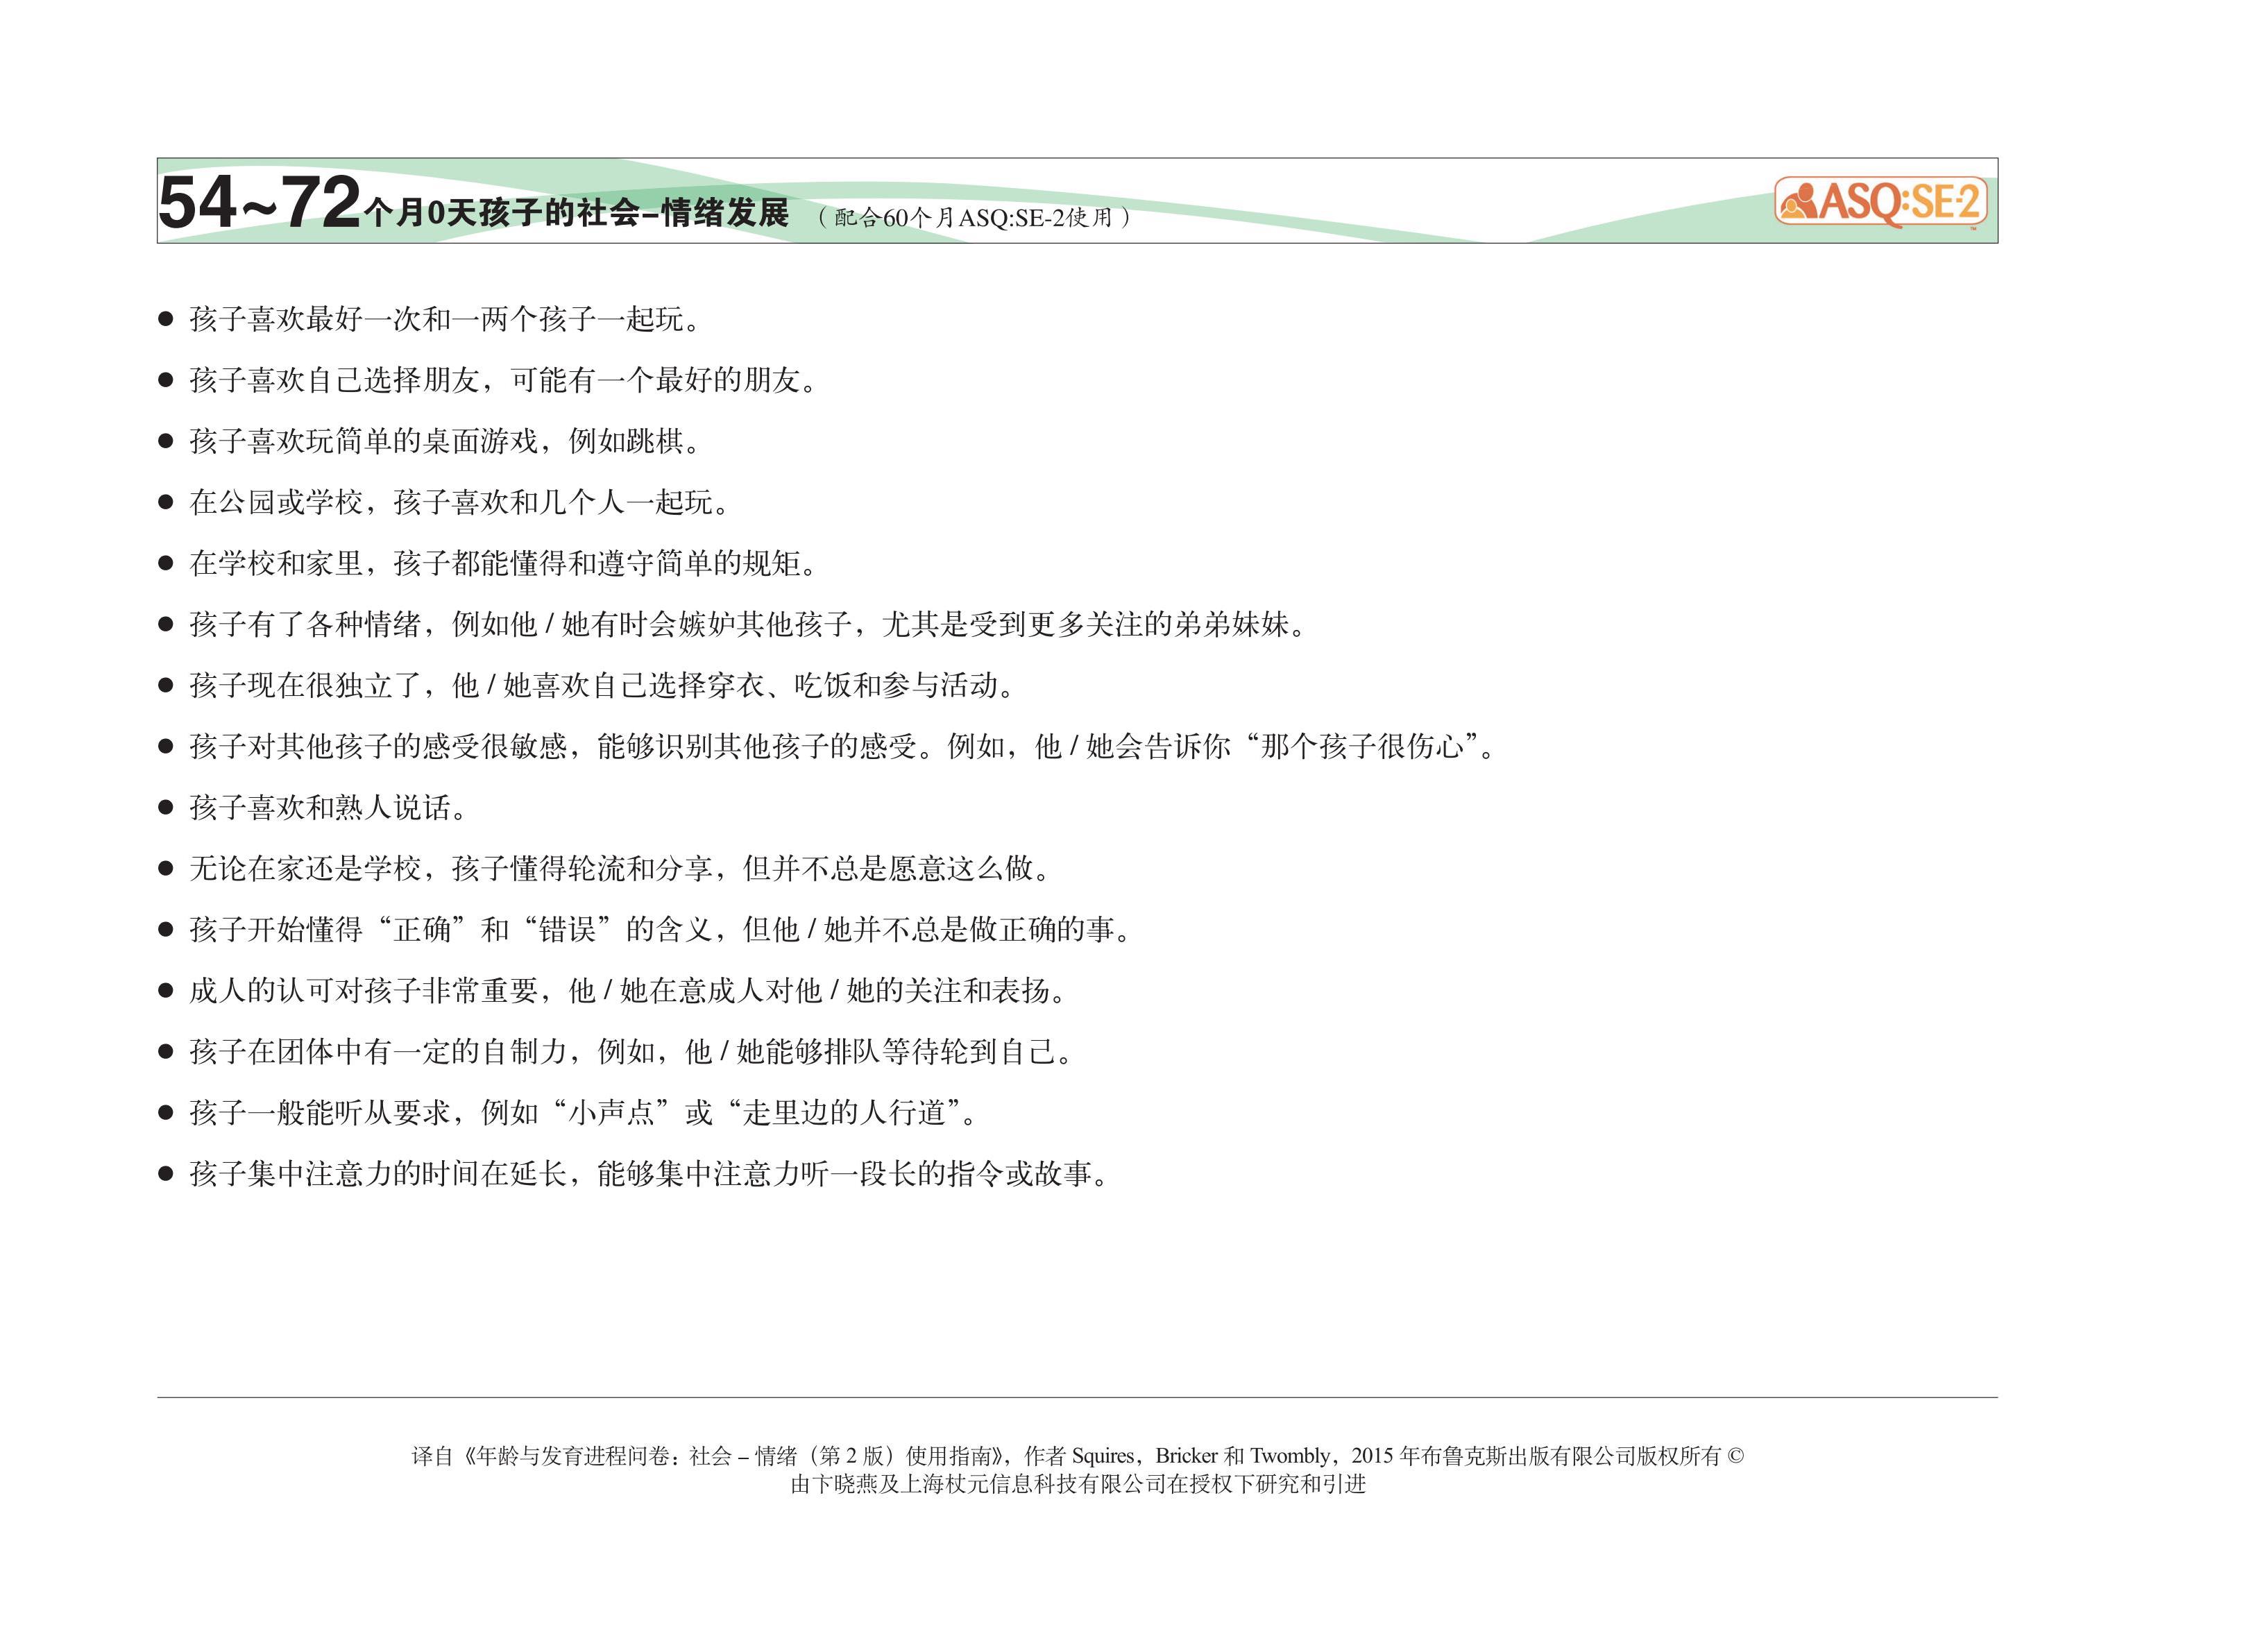 54~72个月0天孩子的社会–情绪发展 （配合60个月ASQ:SE-2使用）
ASQ:SE-2™
● 孩子喜欢最好一次和一两个孩子一起玩。
● 孩子喜欢自己选择朋友，可能有一个最好的朋友。
● 孩子喜欢玩简单的桌面游戏，例如跳棋。
● 在公园或学校，孩子喜欢和几个人一起玩。
● 在学校和家里，孩子都能懂得和遵守简单的规矩。
● 孩子有了各种情绪，例如他 / 她有时会嫉妒其他孩子，尤其是受到更多关注的弟弟妹妹。
● 孩子现在很独立了，他 / 她喜欢自己选择穿衣、吃饭和参与活动。
● 孩子对其他孩子的感受很敏感，能够识别其他孩子的感受。例如，他 / 她会告诉你“那个孩子很伤心”。
● 孩子喜欢和熟人说话。
● 无论在家还是学校，孩子懂得轮流和分享，但并不总是愿意这么做。
● 孩子开始懂得“正确”和“错误”的含义，但他 / 她并不总是做正确的事。
● 成人的认可对孩子非常重要，他 / 她在意成人对他 / 她的关注和表扬。
● 孩子在团体中有一定的自制力，例如，他 / 她能够排队等待轮到自己。
● 孩子一般能听从要求，例如“小声点”或“走里边的人行道”。
● 孩子集中注意力的时间在延长，能够集中注意力听一段长的指令或故事。
译自《年龄与发育进程问卷：社会 – 情绪（第 2 版）使用指南》，作者 Squires，Bricker 和 Twombly，2015 年布鲁克斯出版有限公司版权所有 ©
由卞晓燕及上海杖元信息科技有限公司在授权下研究和引进